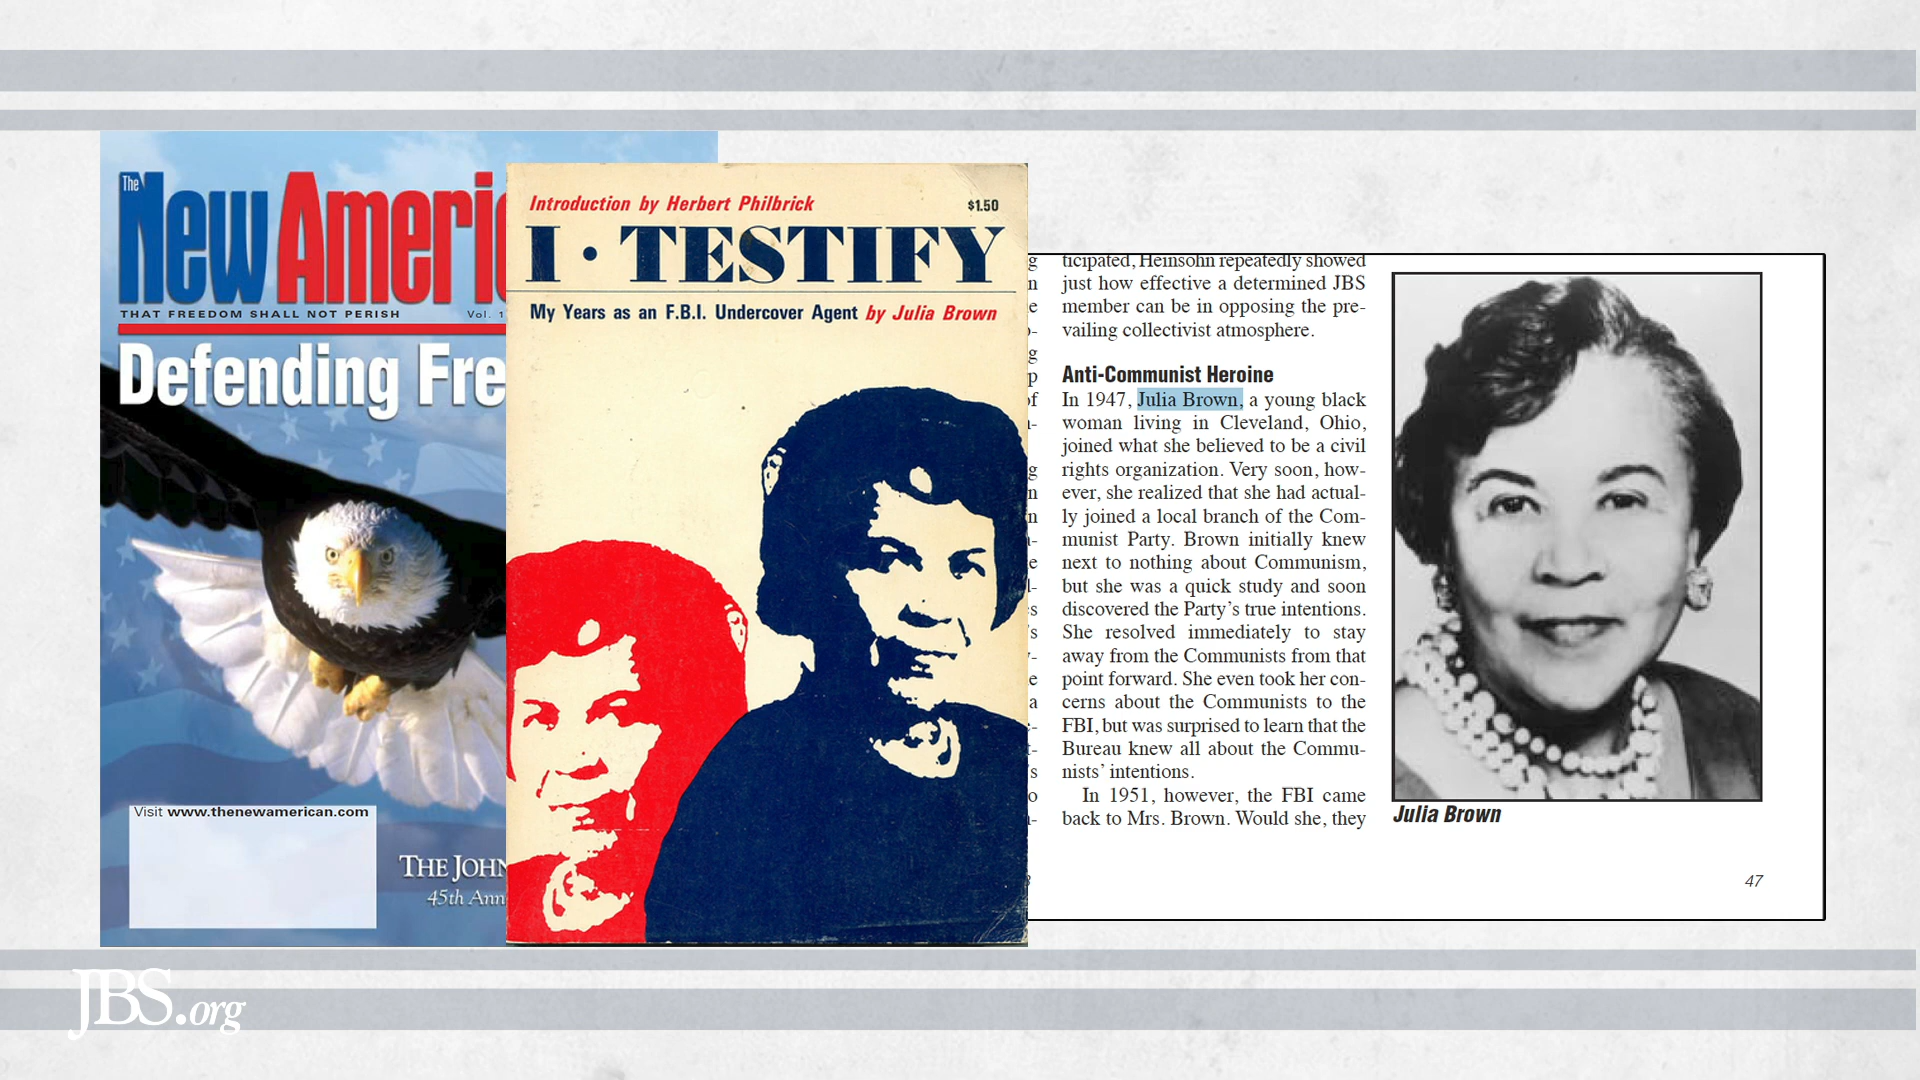 The
New Americ
THAT FREEDOM SHALL NOT PERISH
Vol. 1
Defending Fre
Visit www.thenewamerican.com
THE JOHN
45th Ann
Introduction by Herbert Philbrick
$1.50
I • TESTIFY
My Years as an F.B.I. Undercover Agent by Julia Brown
ticipated, Heinsohn repeatedly showed
just how effective a determined JBS
member can be in opposing the pre-
vailing collectivist atmosphere.
Anti-Communist Heroine
In 1947, Julia Brown, a young black
woman living in Cleveland, Ohio,
joined what she believed to be a civil
rights organization. Very soon, how-
ever, she realized that she had actual-
ly joined a local branch of the Com-
munist Party. Brown initially knew
next to nothing about Communism,
but she was a quick study and soon
discovered the Party's true intentions.
She resolved immediately to stay
away from the Communists from that
point forward. She even took her con-
cerns about the Communists to the
FBI, but was surprised to learn that the
Bureau knew all about the Commu-
nists' intentions.
In 1951, however, the FBI came
back to Mrs. Brown. Would she, they
Julia Brown
47
JBS.org